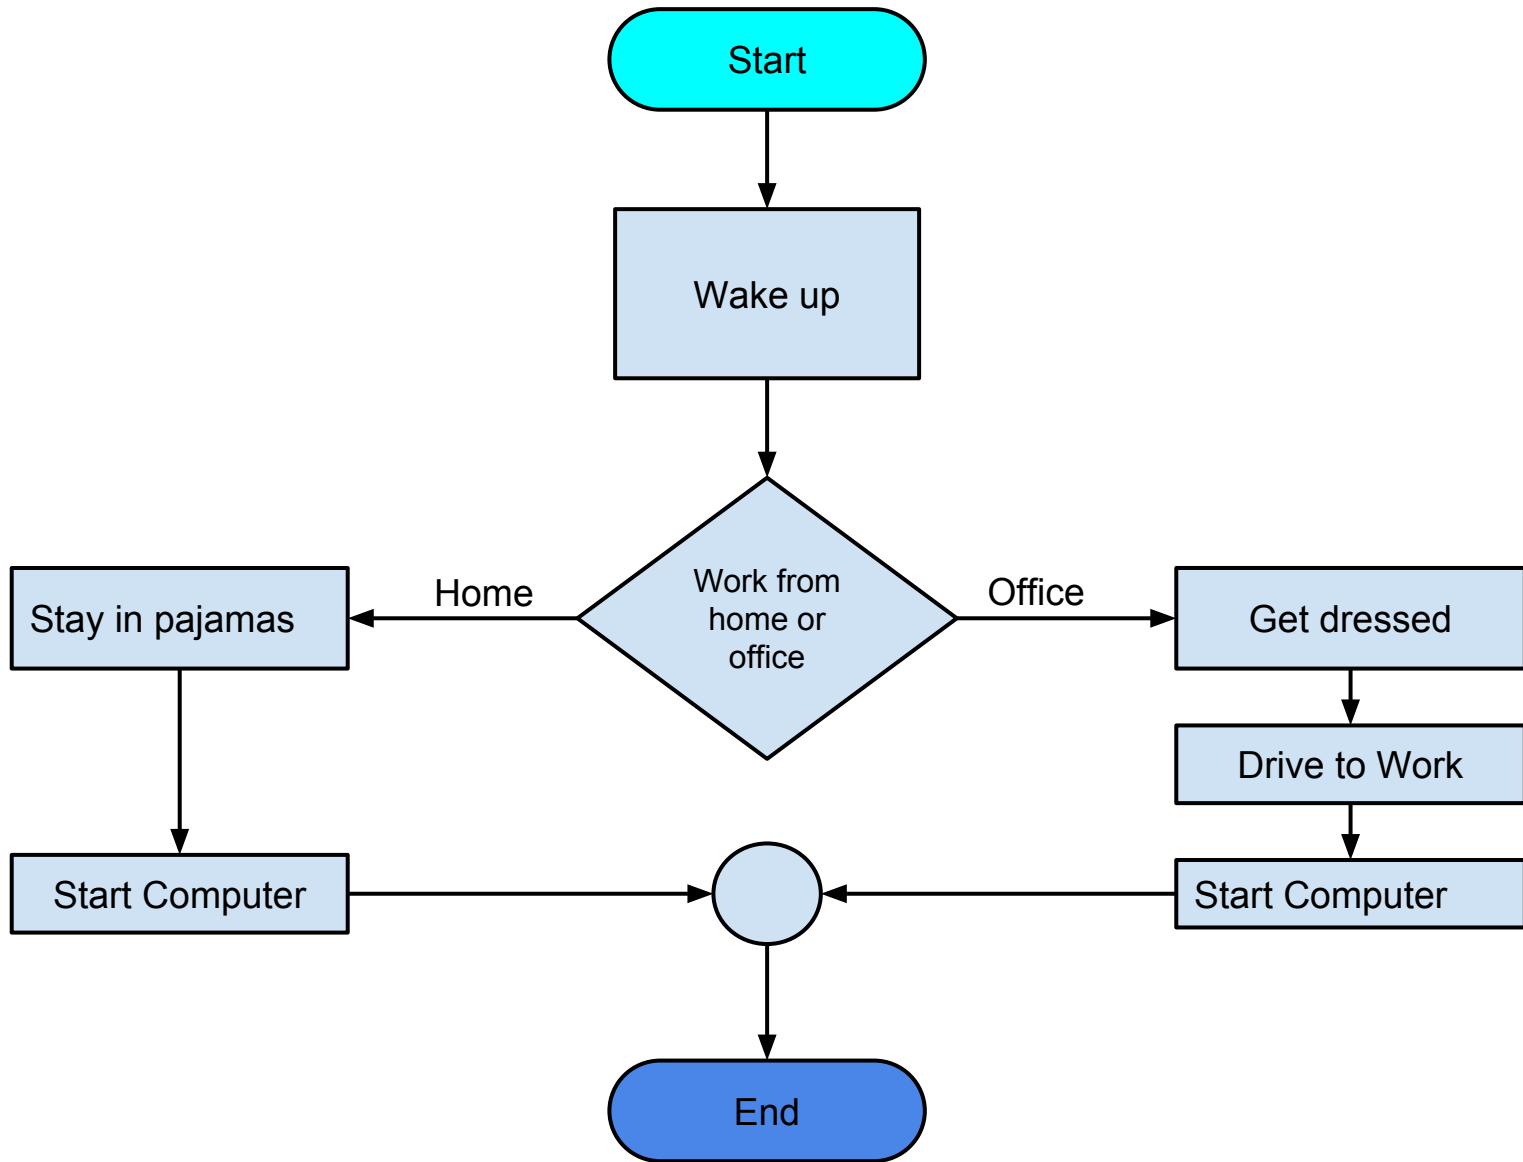 Start
Wake up
Work from
home or
office
Home
Office
Stay in pajamas
Get dressed
Drive to Work
Start Computer
Start Computer
End